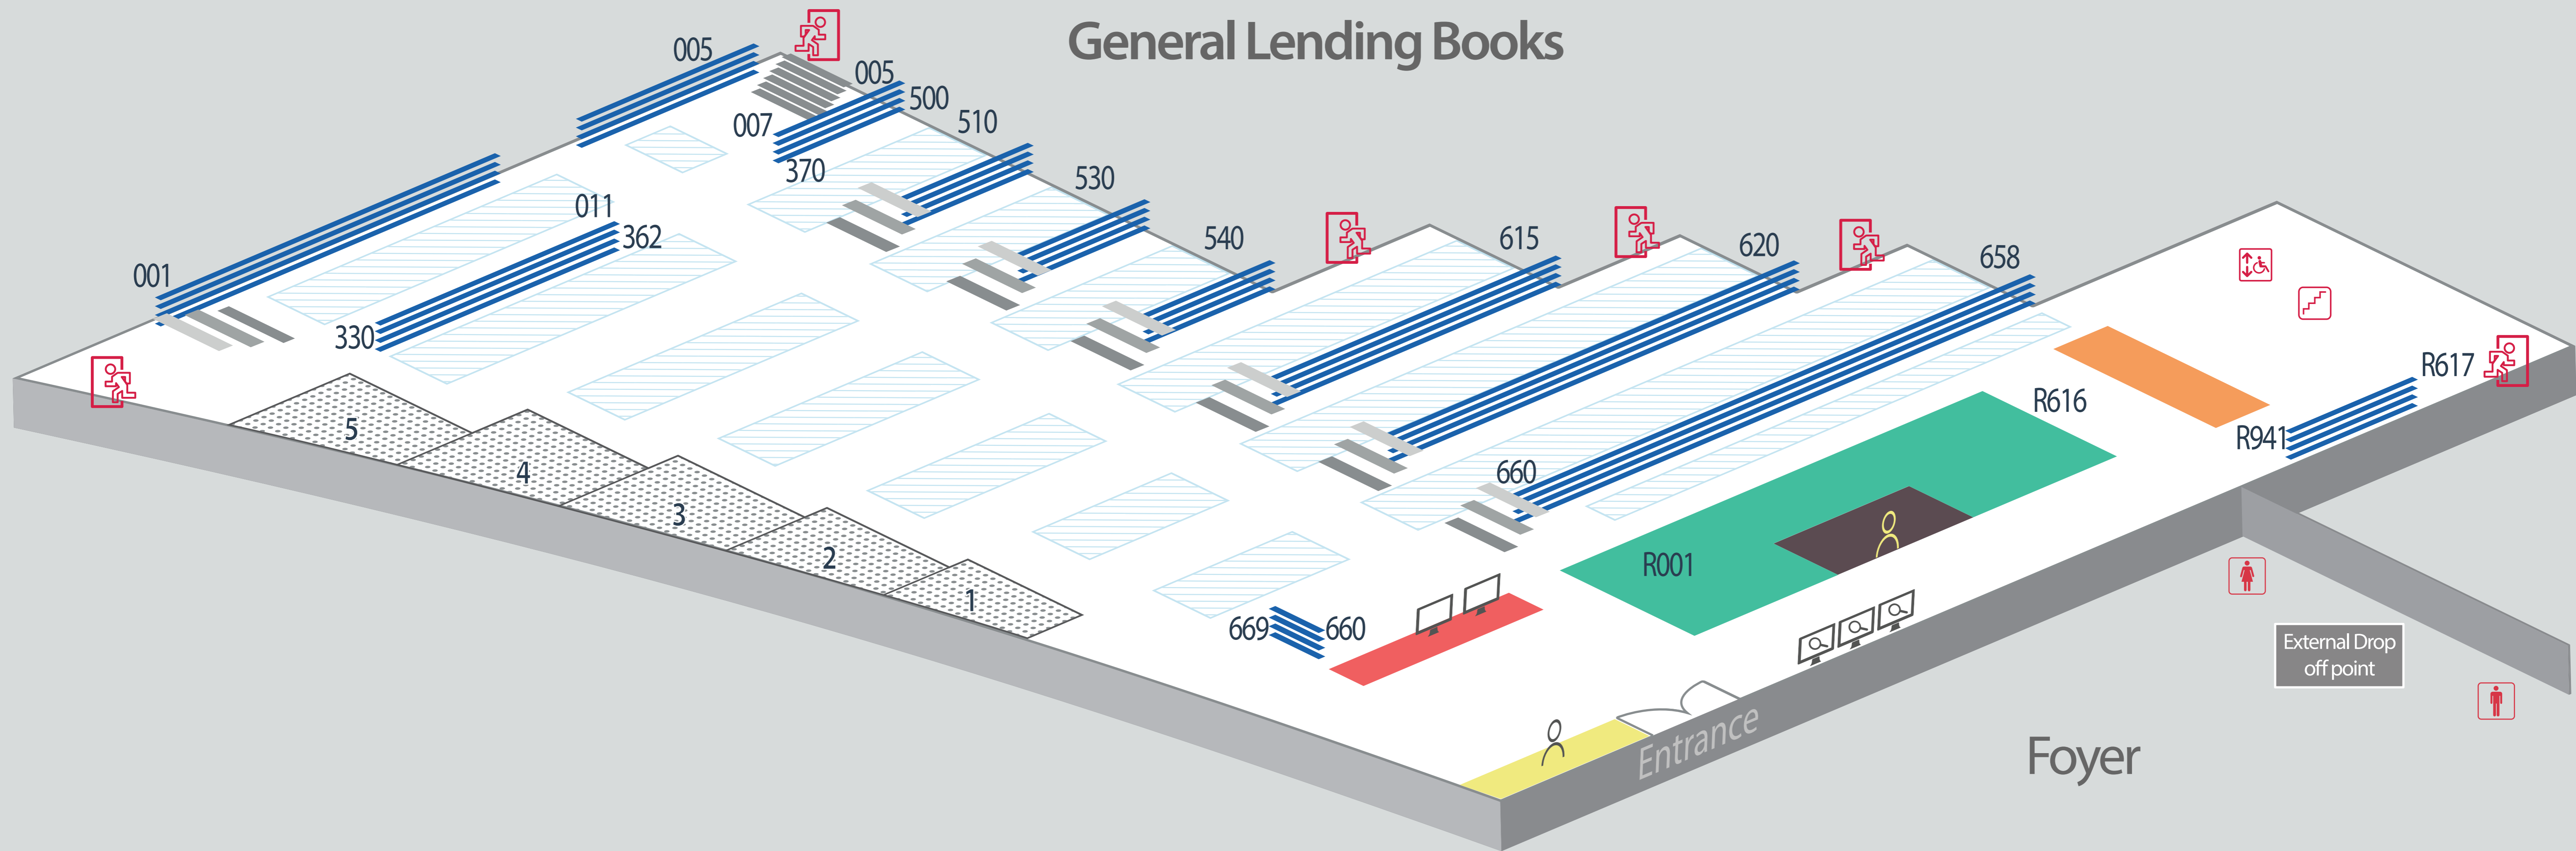 General Lending Books
005
005
500
007
510
370
530
011
362
540
615
620
658
001
330
R617
R616
R941
5
4
3
2
1
660
R001
669
660
External Drop
off point
Entrance
Foyer